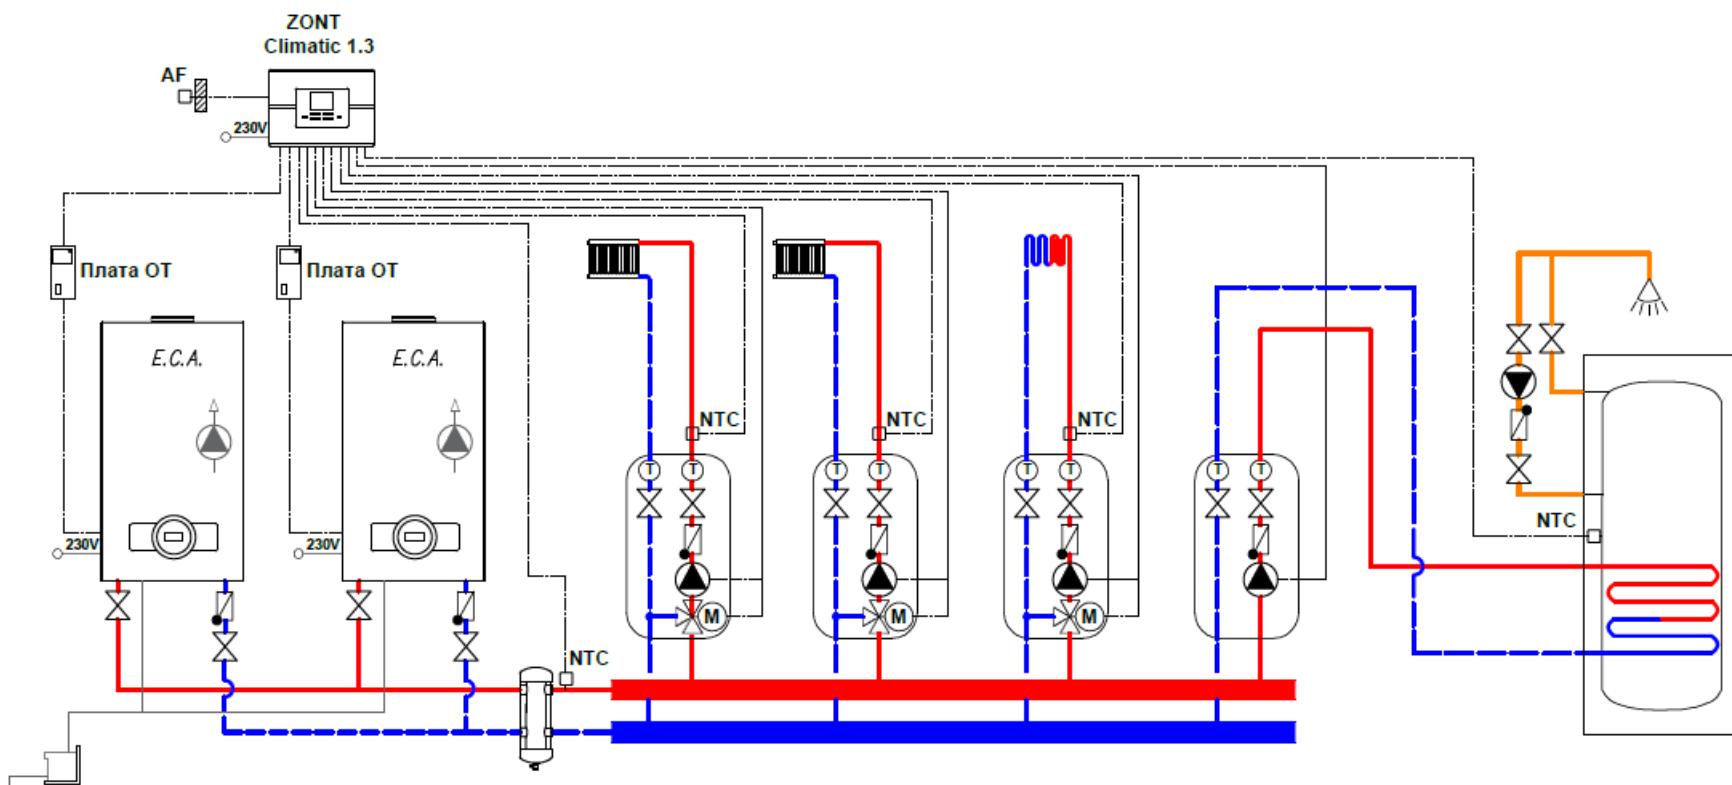 ZONT
Climatic 1.3
AF
230V
Плата ОТ
Плата ОТ
E.C.A.
E.C.A.
230V
230V
NTC
NTC
NTC
T
T
T
T
T
T
T
T
NTC
M
M
M
NTC